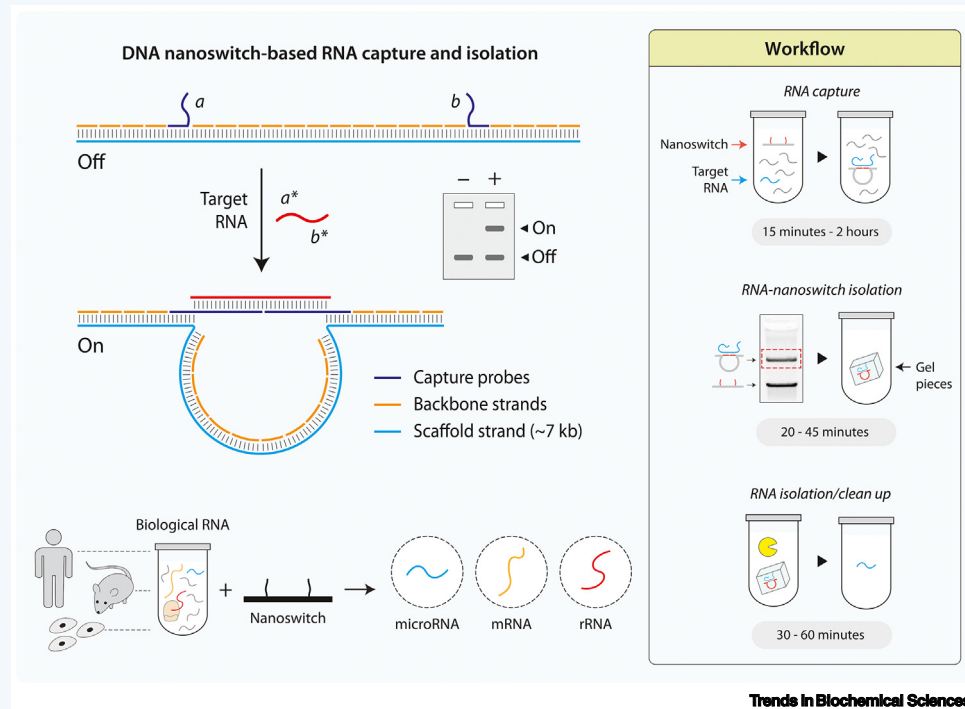 DNA nanoswitch-based RNA capture and isolation
a
b
Off
Target
RNA
a*
b*
– +
On
Off
On
Capture probes
Backbone strands
Scaffold strand (~7 kb)
Biological RNA
+
Nanoswitch
microRNA
mRNA
rRNA
Workflow
RNA capture
Nanoswitch
Target
RNA
15 minutes - 2 hours
RNA-nanoswitch isolation
Gel
pieces
20 - 45 minutes
RNA isolation/clean up
30 - 60 minutes
Trends in Biochemical Sciences